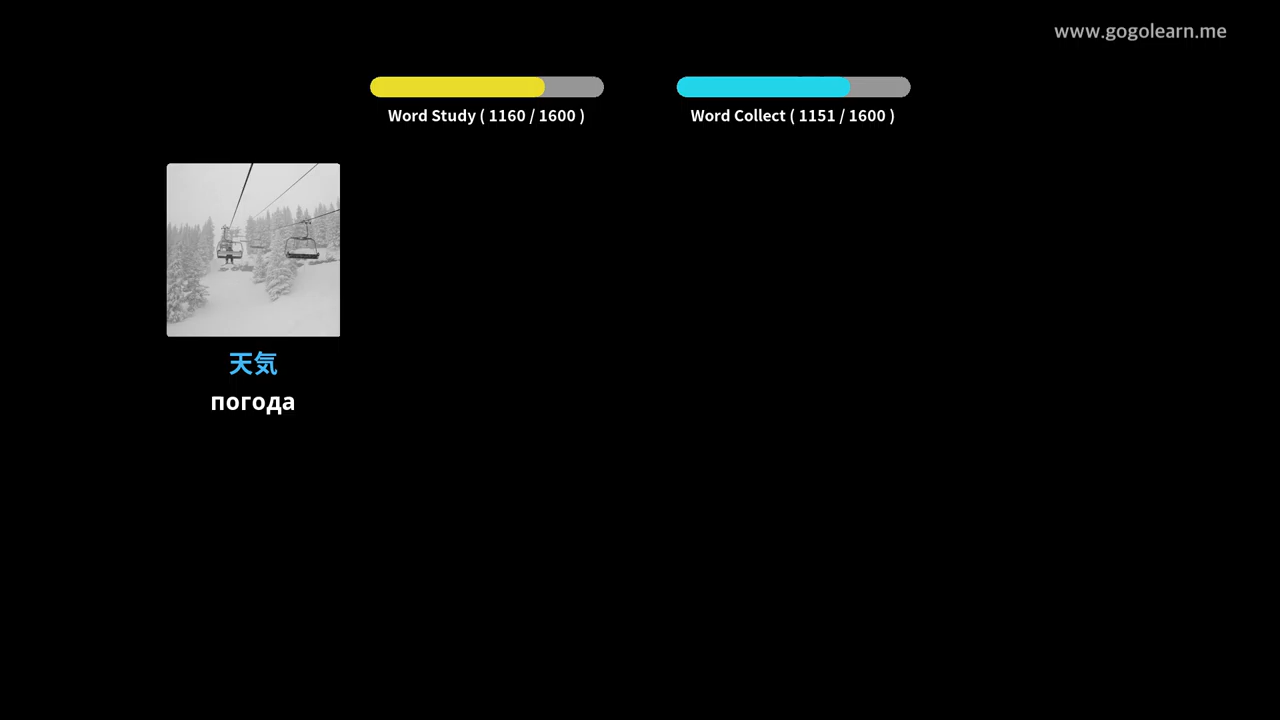 www.gogolearn.me
Word Study ( 1160 / 1600 )
Word Collect ( 1151 / 1600 )
天気
погода